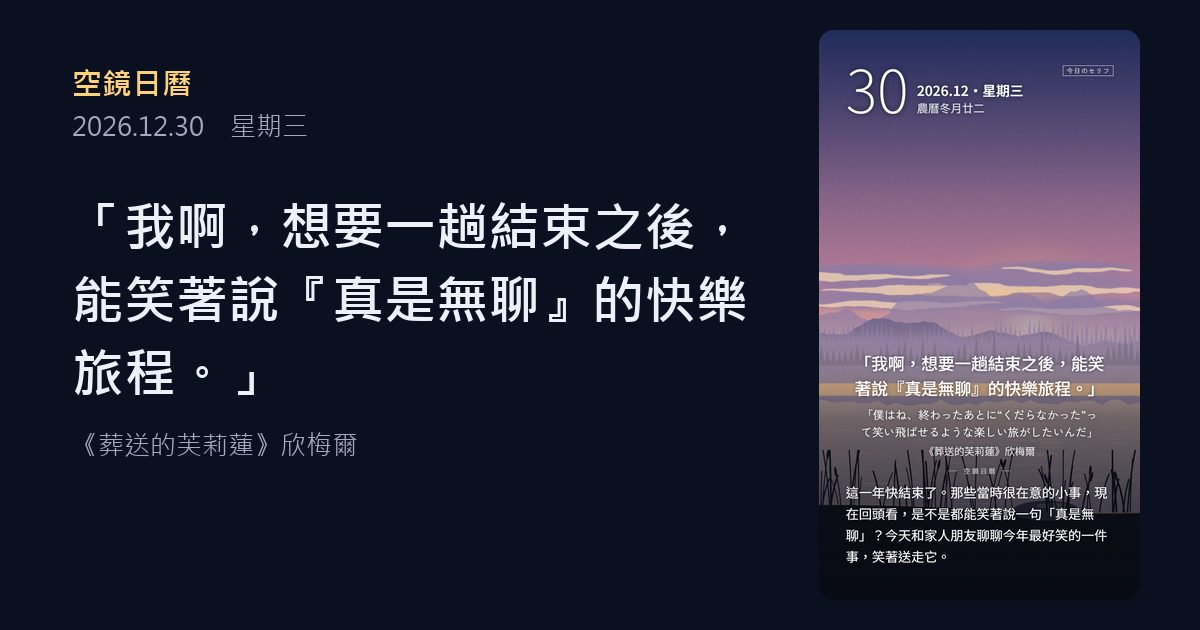 空鏡日曆
2026.12.30　星期三
「我啊，想要一趟結束之後，
能笑著說『真是無聊』的快樂
旅程。」
《葬送的芙莉蓮》欣梅爾
今日のセリフ
30
2026.12・星期三
農曆冬月廿二
「我啊，想要一趟結束之後，能笑
著說『真是無聊』的快樂旅程。」
「僕はね、終わったあとに“くだらなかった”っ
て笑い飛ばせるような楽しい旅がしたいんだ」
《葬送的芙莉蓮》欣梅爾
— 空鏡日曆 —
這一年快結束了。那些當時很在意的小事，現
在回頭看，是不是都能笑著說一句「真是無
聊」？今天和家人朋友聊聊今年最好笑的一件
事，笑著送走它。